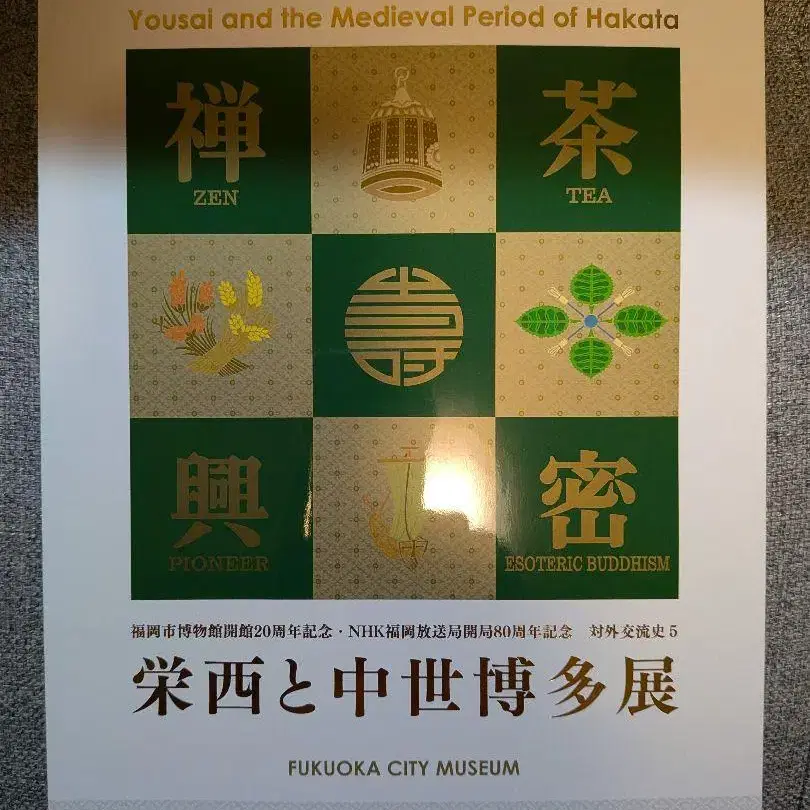 Yousai and the Medieval Period of Hakata
禅
ZEN
茶
TEA
壽
興
PIONEER
密
ESOTERIC BUDDHISM
福岡市博物館開館20周年記念・NHK福岡放送局開局80周年記念 対外交流史5
栄西と中世博多展
FUKUOKA CITY MUSEUM